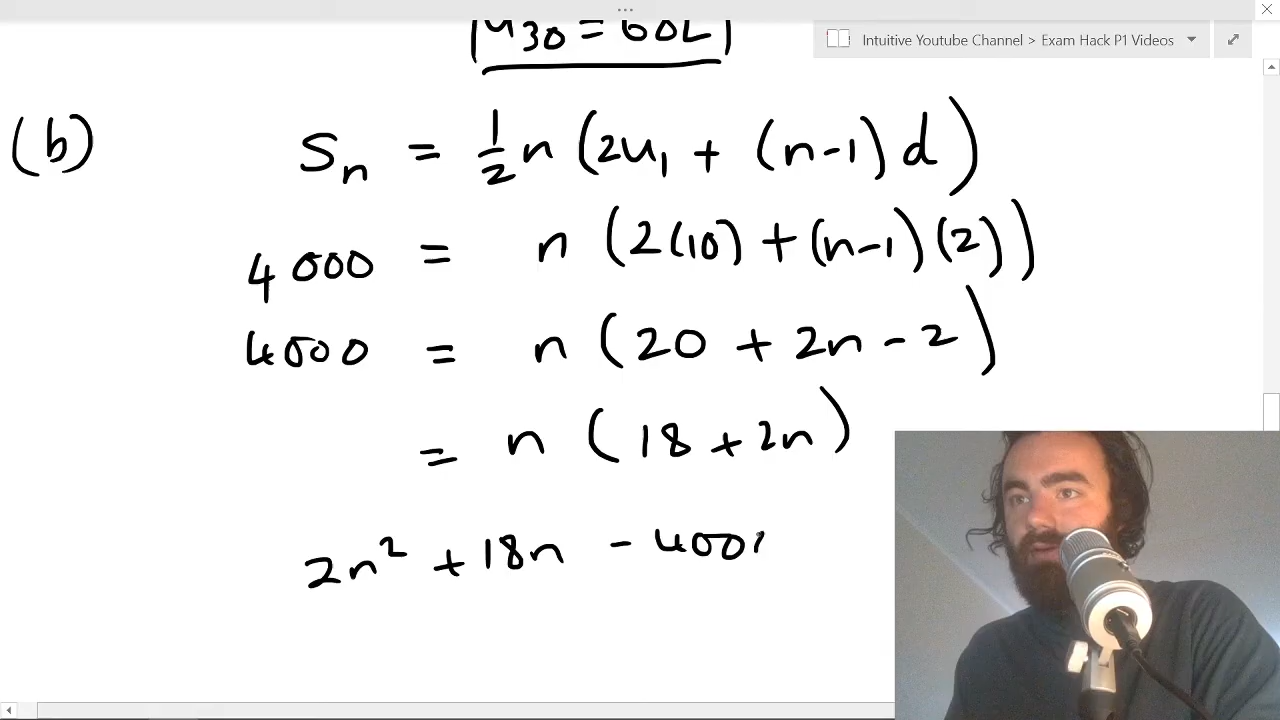 Intuitive Youtube Channel > Exam Hack P1 Videos
(b) Sₙ = ½n (2u₁ + (n-1)d)
4000 = n (2(10) + (n-1)(2))
4000 = n (20 + 2n - 2)
= n (18 + 2n)
2n² + 18n - 400